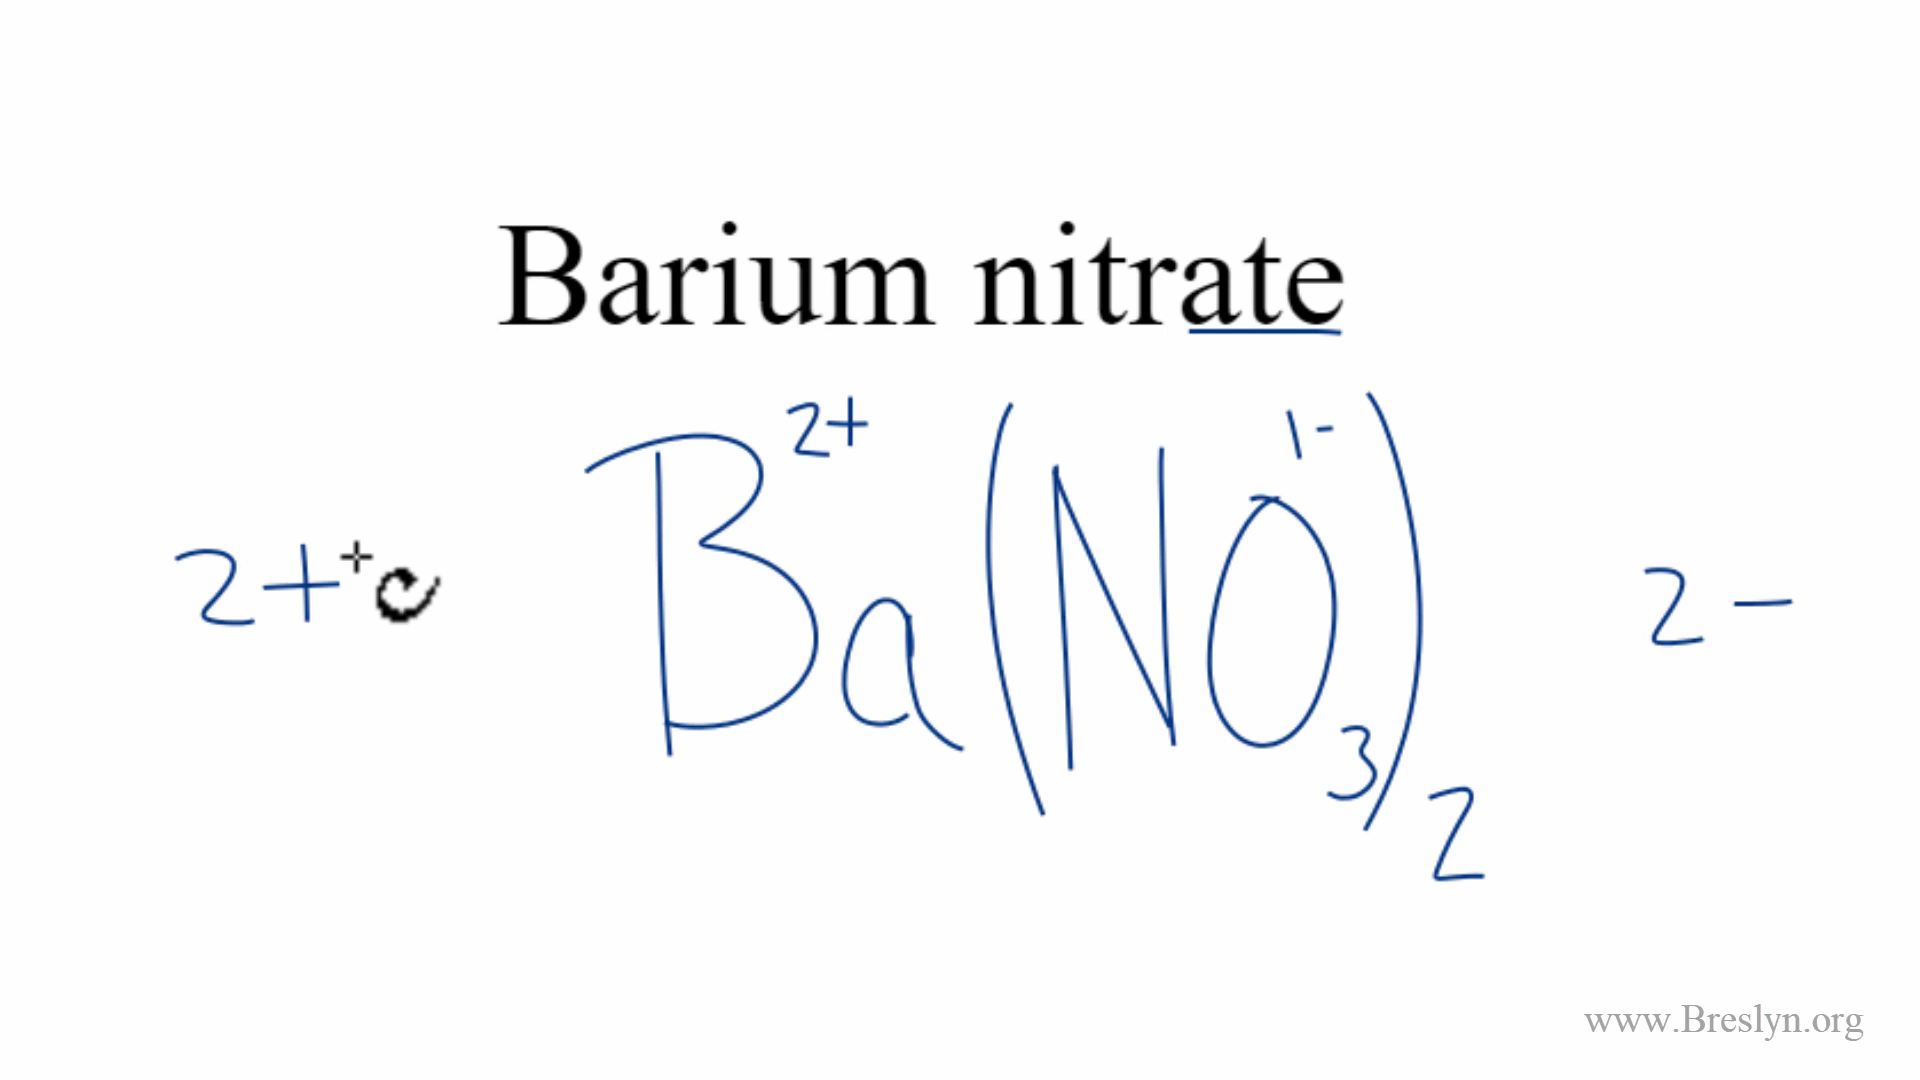 Barium nitrate
2+ Ba²⁺(NO₃¹⁻)₂ 2-
www.Breslyn.org